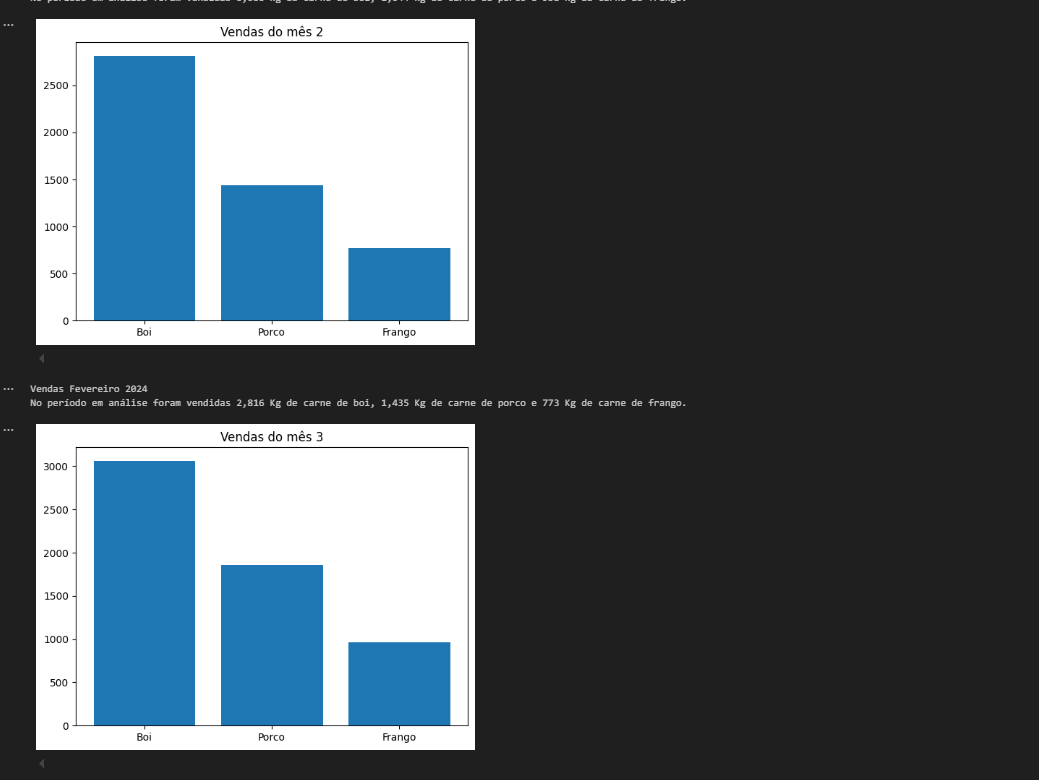 ...
Vendas do mês 2
2500
2000
1500
1000
500
0
Boi Porco Frango
...
Vendas Fevereiro 2024
No período em análise foram vendidas 2,816 Kg de carne de boi, 1,435 Kg de carne de porco e 773 Kg de carne de frango.
...
Vendas do mês 3
3000
2500
2000
1500
1000
500
0
Boi Porco Frango